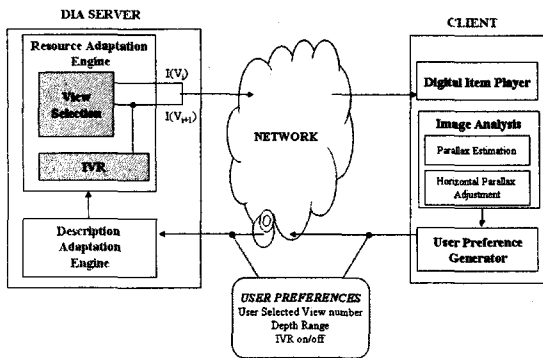 DIA SERVER
Resource Adaptation
Engine
View
Selection
IVR
I(Vi)
I(Vi+1)
Description
Adaptation
Engine
NETWORK
USER PREFERENCES
User Selected View number
Depth Range
IVR on/off
CLIENT
Digital Item Player
Image Analysis
Parallax Estimation
Horizontal Parallax
Adjustment
User Preference
Generator